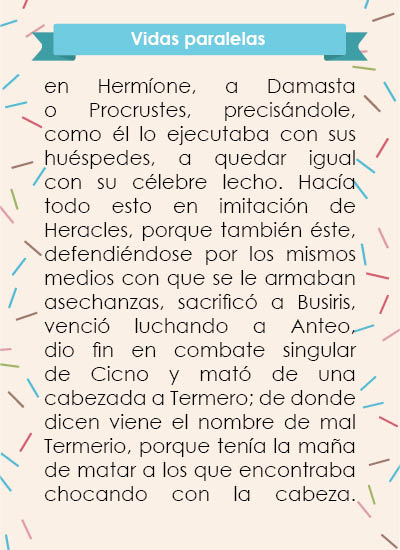 Vidas paralelas
en Hermíone, a Damasta
o Procrustes, precisándole,
como él lo ejecutaba con sus
huéspedes, a quedar igual
con su célebre lecho. Hacía
todo esto en imitación de
Heracles, porque también éste,
defendiéndose por los mismos
medios con que se le armaban
asechanzas, sacrificó a Busiris,
venció luchando a Anteo,
dio fin en combate singular
de Cicno y mató de una
cabezada a Termero; de donde
dicen viene el nombre de mal
Termerio, porque tenía la maña
de matar a los que encontraba
chocando con la cabeza.